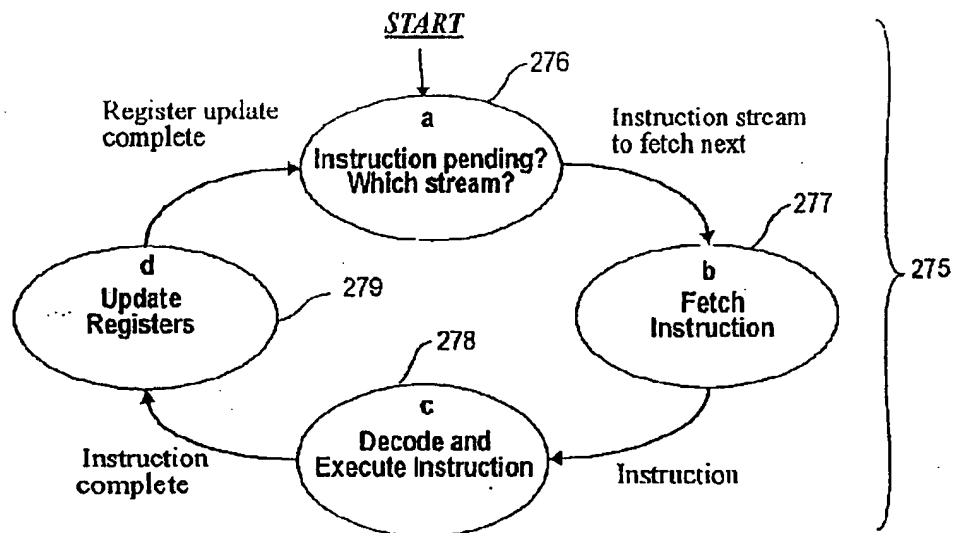 START
276
Register update
complete
a
Instruction pending?
Which stream?
Instruction stream
to fetch next
277
d
Update
Registers
279
b
Fetch
Instruction
275
278
c
Decode and
Execute Instruction
Instruction
complete
Instruction